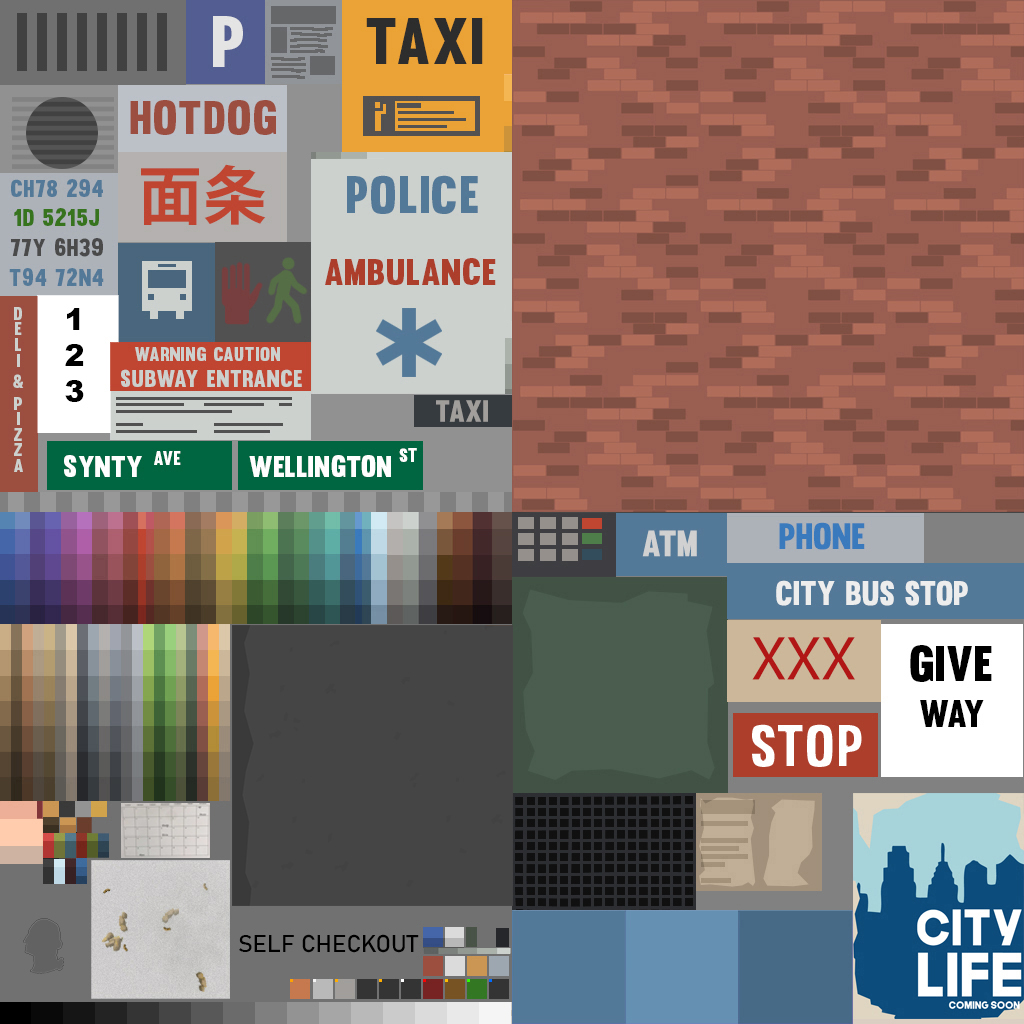 P
TAXI
HOTDOG
面条
CH78 294
1D 5215J
77Y 6H39
T94 72N4
POLICE
AMBULANCE
DELI & PIZZA
1
2
3
WARNING CAUTION
SUBWAY ENTRANCE
TAXI
SYNTY AVE
WELLINGTON ST
ATM
PHONE
CITY BUS STOP
XXX
GIVE
WAY
STOP
SELF CHECKOUT
CITY
LIFE
COMING SOON